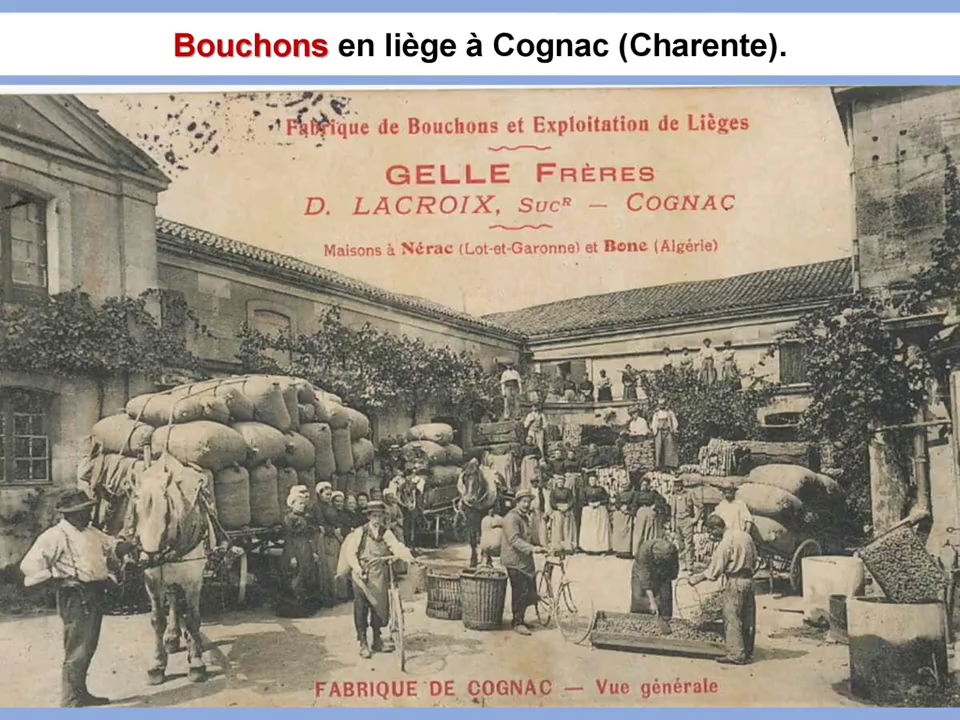 Bouchons en liège à Cognac (Charente).
Fabrique de Bouchons et Exploitation de Lièges
GELLE FRÈRES
D. LACROIX, SUCR — COGNAC
Maisons à Nérac (Lot-et-Garonne) et Bone (Algérie)
FABRIQUE DE COGNAC — Vue générale